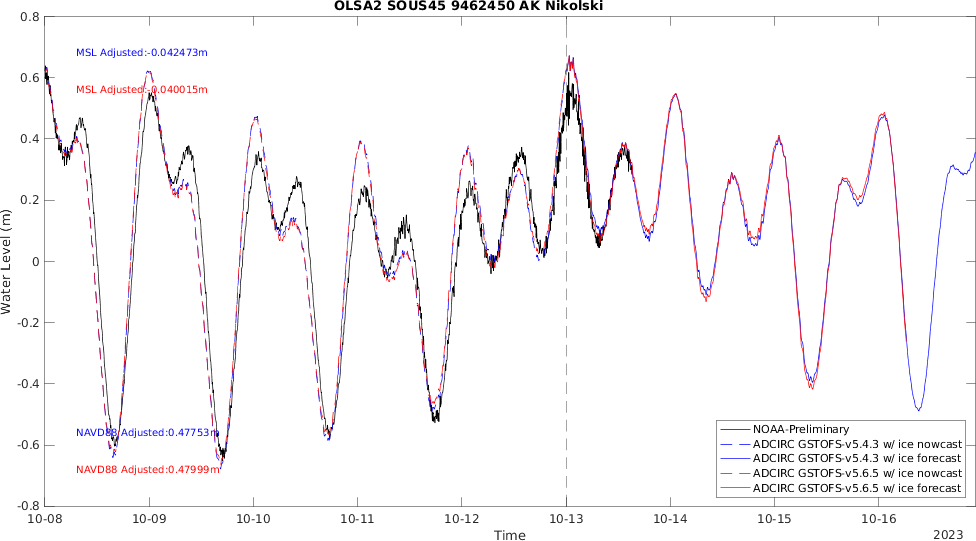 OLSA2 SOUS45 9462450 AK Nikolski
0.8
0.6
0.4
0.2
0
-0.2
-0.4
-0.6
-0.8
Water Level (m)
MSL Adjusted:-0.042473m
MSL Adjusted:-0.040015m
NAVD88 Adjusted:0.47753m
NAVD88 Adjusted:0.47999m
NOAA-Preliminary
ADCIRC GSTOFS-v5.4.3 w/ ice nowcast
ADCIRC GSTOFS-v5.4.3 w/ ice forecast
ADCIRC GSTOFS-v5.6.5 w/ ice nowcast
ADCIRC GSTOFS-v5.6.5 w/ ice forecast
10-08 10-09 10-10 10-11 10-12 10-13 10-14 10-15 10-16
Time
2023